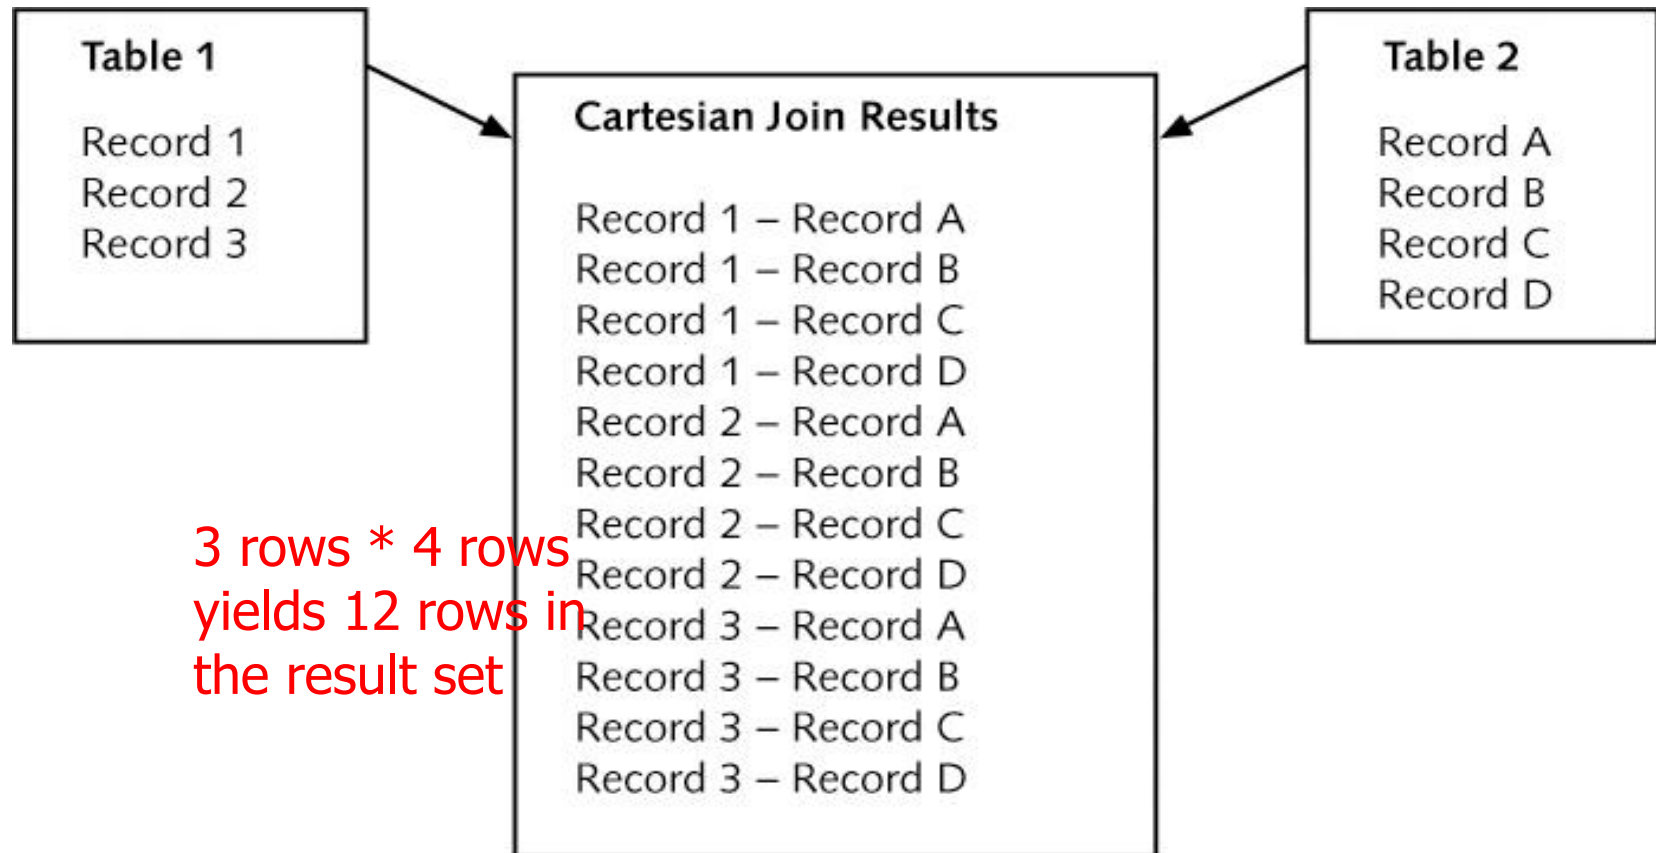 Table 1
Record 1
Record 2
Record 3
Cartesian Join Results
Record 1 – Record A
Record 1 – Record B
Record 1 – Record C
Record 1 – Record D
Record 2 – Record A
Record 2 – Record B
Record 2 – Record C
Record 2 – Record D
Record 3 – Record A
Record 3 – Record B
Record 3 – Record C
Record 3 – Record D
Table 2
Record A
Record B
Record C
Record D
3 rows * 4 rows
yields 12 rows in
the result set